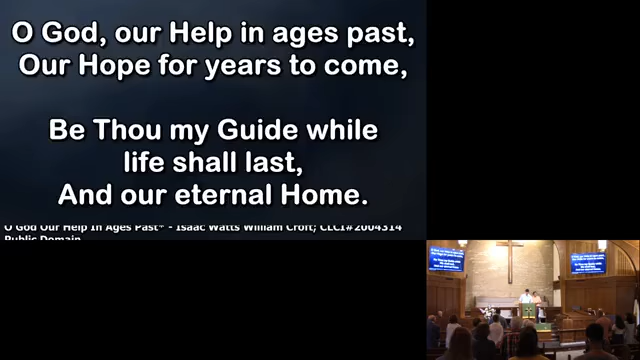 O God, our Help in ages past,
Our Hope for years to come,
Be Thou my Guide while
life shall last,
And our eternal Home.
O God Our Help In Ages Past* - Isaac Watts William Croft; CLCI#2004314
Public Domain